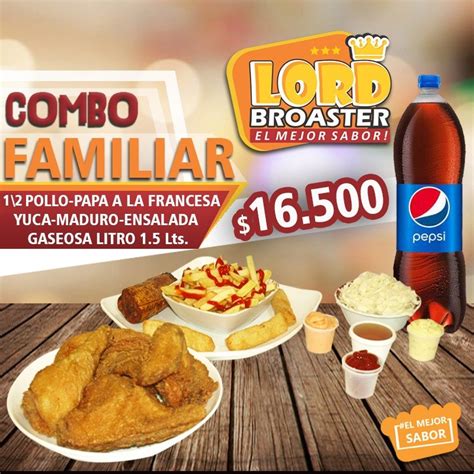 LORD
BROASTER
EL MEJOR SABOR!
COMBO
FAMILIAR
1\2 POLLO-PAPA A LA FRANCESA
YUCA-MADURO-ENSALADA
GASEOSA LITRO 1.5 Lts.
$16.500
pepsi
#EL MEJOR
SABOR